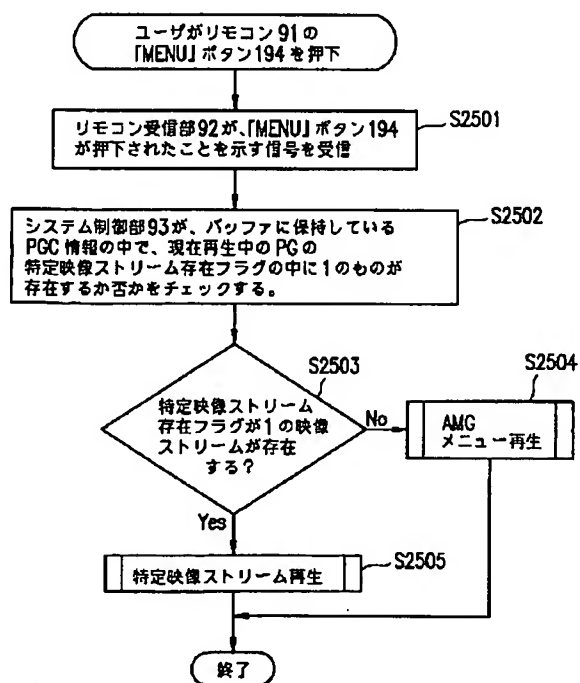 ユーザがリモコン91の
「MENU」ボタン194を押下
S2501
リモコン受信部92が、「MENU」ボタン194
が押下されたことを示す信号を受信
S2502
システム制御部93が、バッファに保持している
PGC情報の中で、現在再生中のPGの
特定映像ストリーム存在フラグの中に1のものが
存在するか否かをチェックする。
S2503
特定映像ストリーム
存在フラグが1の映像
ストリームが存在
する?
No
S2504
AMG
メニュー再生
Yes
S2505
特定映像ストリーム再生
終了